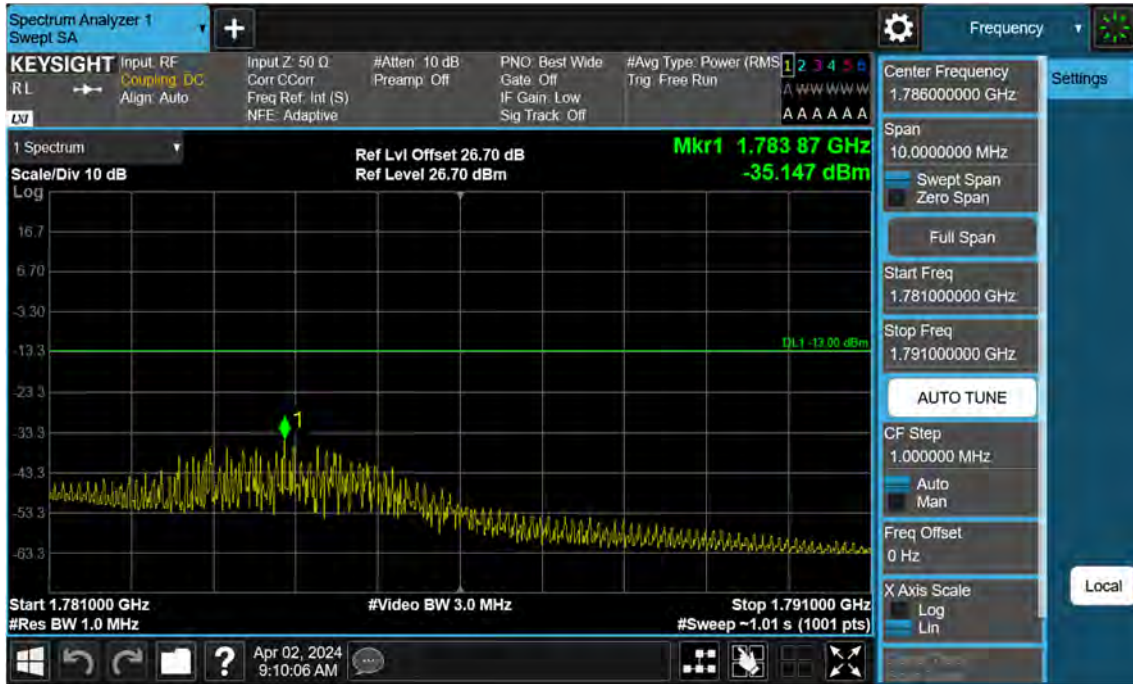 Spectrum Analyzer 1
Swept SA
Frequency
KEYSIGHT
RL
LXI
Input: RF
Coupling: DC
Align: Auto
Input Z: 50 Ω
Corr CCorr
Freq Ref: Int (S)
NFE: Adaptive
#Atten: 10 dB
Preamp: Off
PNO: Best Wide
Gate: Off
IF Gain: Low
Sig Track: Off
#Avg Type: Power (RMS
Trig: Free Run
1 2 3 4 5 6
A W W W W W
A A A A A A
1 Spectrum
Scale/Div 10 dB
Ref Lvl Offset 26.70 dB
Ref Level 26.70 dBm
Mkr1 1.783 87 GHz
-35.147 dBm
Log
16.7
6.70
-3.30
-13.3
-23.3
-33.3
-43.3
-53.3
-63.3
DL1 -13.00 dBm
1
Start 1.781000 GHz
#Res BW 1.0 MHz
#Video BW 3.0 MHz
Stop 1.791000 GHz
#Sweep ~1.01 s (1001 pts)
Center Frequency
1.786000000 GHz
Settings
Span
10.0000000 MHz
Swept Span
Zero Span
Full Span
Start Freq
1.781000000 GHz
Stop Freq
1.791000000 GHz
AUTO TUNE
CF Step
1.000000 MHz
Auto
Man
Freq Offset
0 Hz
X Axis Scale
Log
Lin
Local
?
Apr 02, 2024
9:10:06 AM